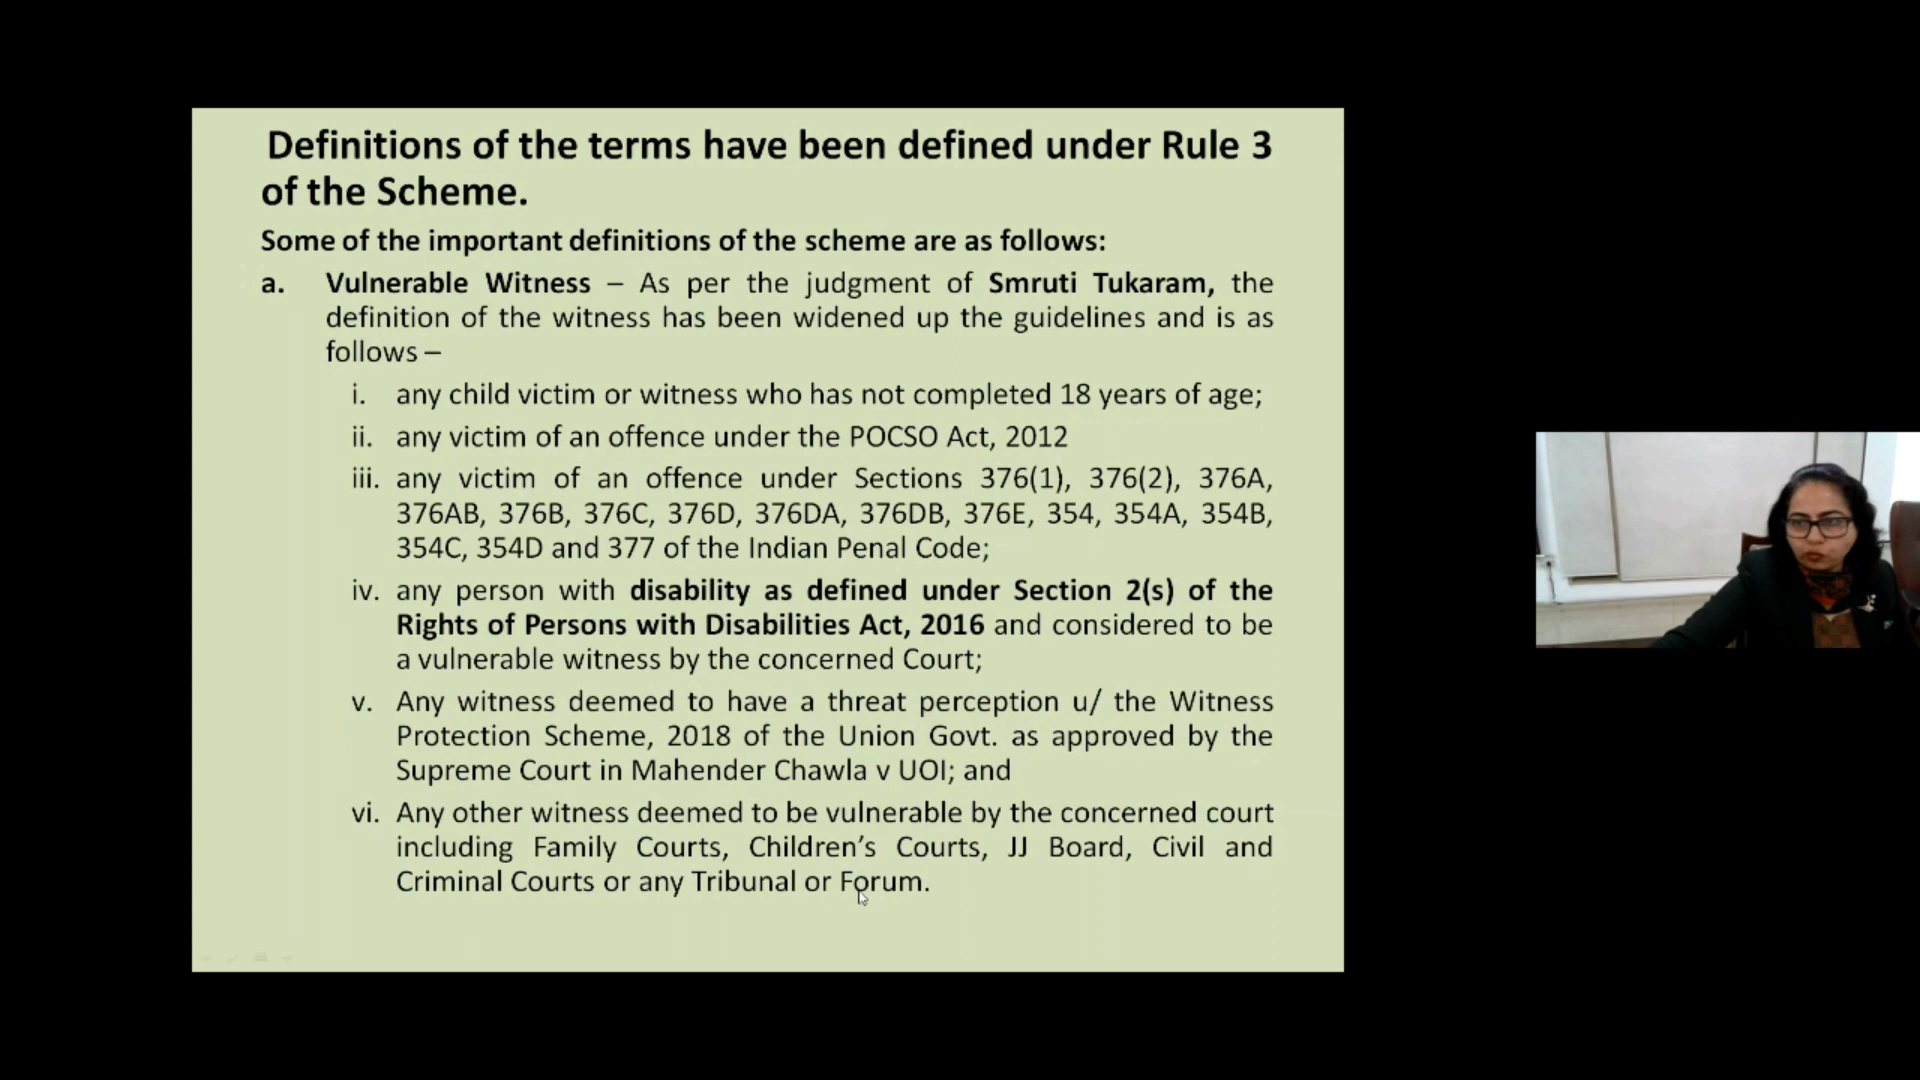 Definitions of the terms have been defined under Rule 3
of the Scheme.
Some of the important definitions of the scheme are as follows:
a. Vulnerable Witness – As per the judgment of Smruti Tukaram, the
definition of the witness has been widened up the guidelines and is as
follows –
i. any child victim or witness who has not completed 18 years of age;
ii. any victim of an offence under the POCSO Act, 2012
iii. any victim of an offence under Sections 376(1), 376(2), 376A,
376AB, 376B, 376C, 376D, 376DA, 376DB, 376E, 354, 354A, 354B,
354C, 354D and 377 of the Indian Penal Code;
iv. any person with disability as defined under Section 2(s) of the
Rights of Persons with Disabilities Act, 2016 and considered to be
a vulnerable witness by the concerned Court;
v. Any witness deemed to have a threat perception u/ the Witness
Protection Scheme, 2018 of the Union Govt. as approved by the
Supreme Court in Mahender Chawla v UOI; and
vi. Any other witness deemed to be vulnerable by the concerned court
including Family Courts, Children’s Courts, JJ Board, Civil and
Criminal Courts or any Tribunal or Forum.